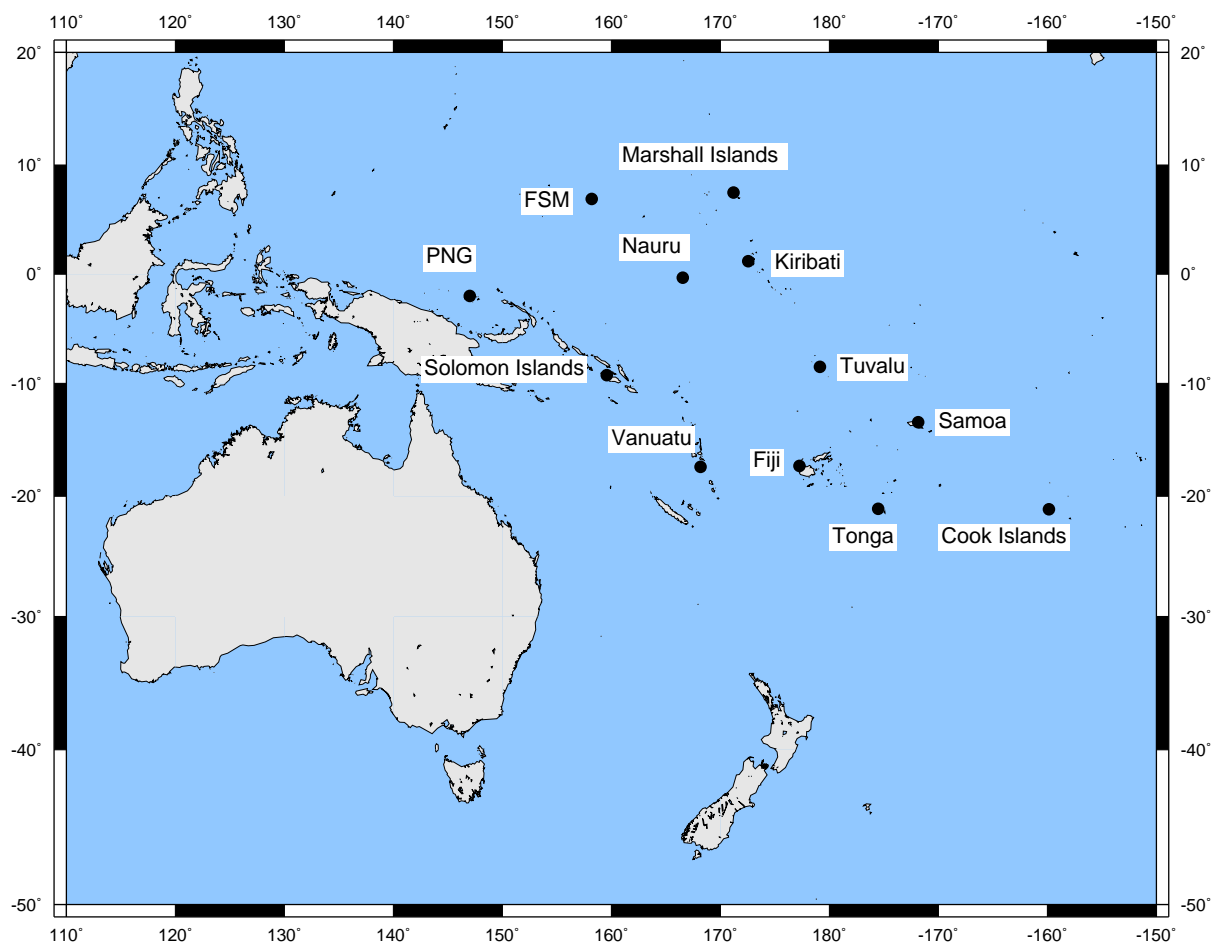 110˚ 120˚ 130˚ 140˚ 150˚ 160˚ 170˚ 180˚ -170˚ -160˚ -150˚
20˚ 20˚
Marshall Islands
10˚ 10˚
FSM
Nauru
PNG
Kiribati
0˚ 0˚
Solomon Islands
Tuvalu
-10˚ -10˚
Samoa
Vanuatu
Fiji
-20˚ -20˚
Tonga
Cook Islands
-30˚ -30˚
-40˚ -40˚
-50˚ -50˚
110˚ 120˚ 130˚ 140˚ 150˚ 160˚ 170˚ 180˚ -170˚ -160˚ -150˚